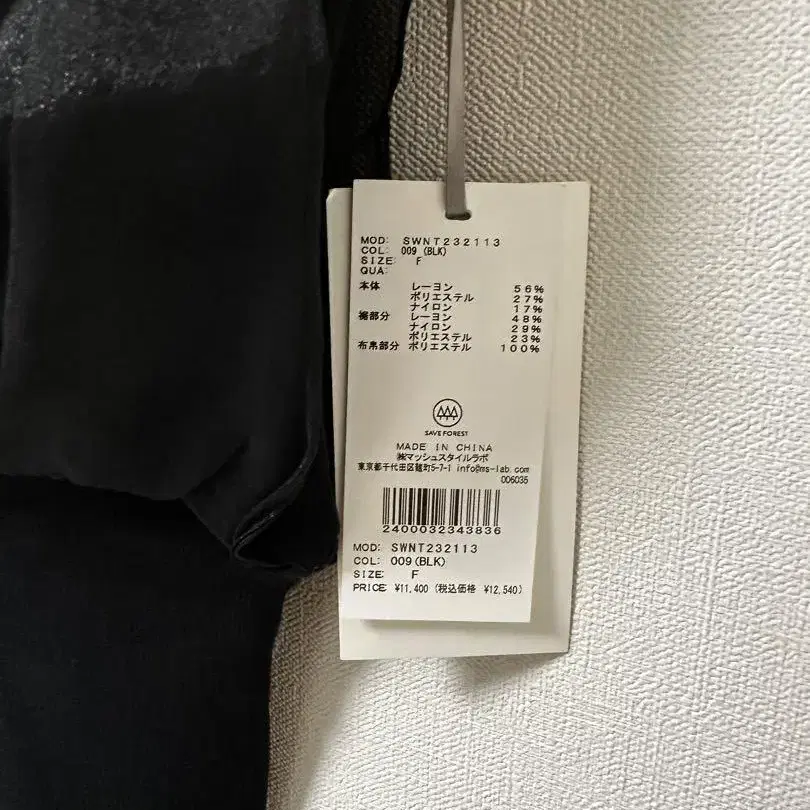 MOD: SWNT232113
COL: 009 (BLK)
SIZE: F
QUA:
本体 レーヨン 56%
ポリエステル 27%
ナイロン 17%
裾部分 レーヨン 48%
ナイロン 29%
ポリエステル 23%
布帛部分 ポリエステル 100%
SAVE FOREST
MADE IN CHINA
㈱マッシュスタイルラボ
東京都千代田区麹町5-7-1 info@ms-lab.com
006035
2400032343836
MOD: SWNT232113
COL: 009(BLK)
SIZE: F
PRICE: ¥11,400 (税込価格 ¥12,540)